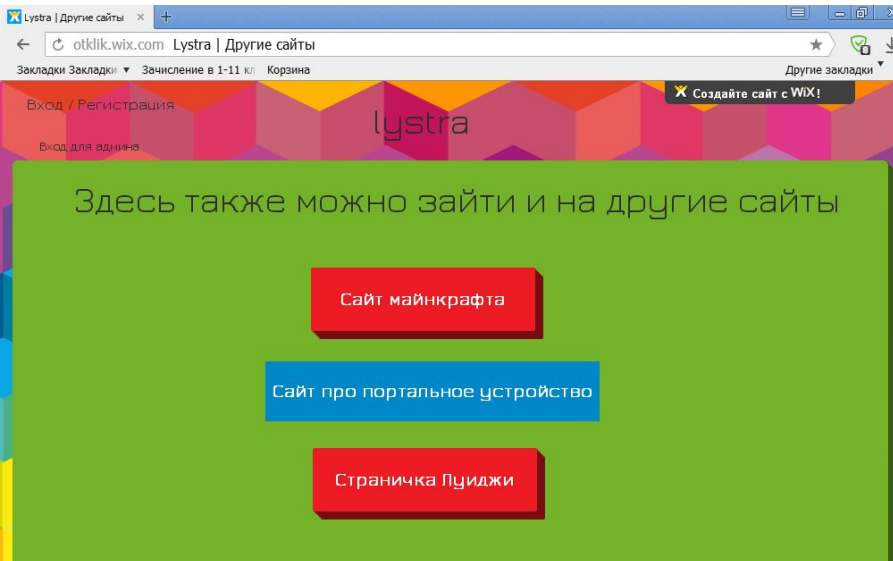 Lystra | Другие сайты
otklik.wix.com Lystra | Другие сайты
Закладки Закладки Зачисление в 1-11 кл Корзина Другие закладки
Создайте сайт с WiX!
Вход / Регистрация
lystra
Вход для админа
Здесь также можно зайти и на другие сайты
Сайт майнкрафта
Сайт про портальное устройство
Страничка Луиджи